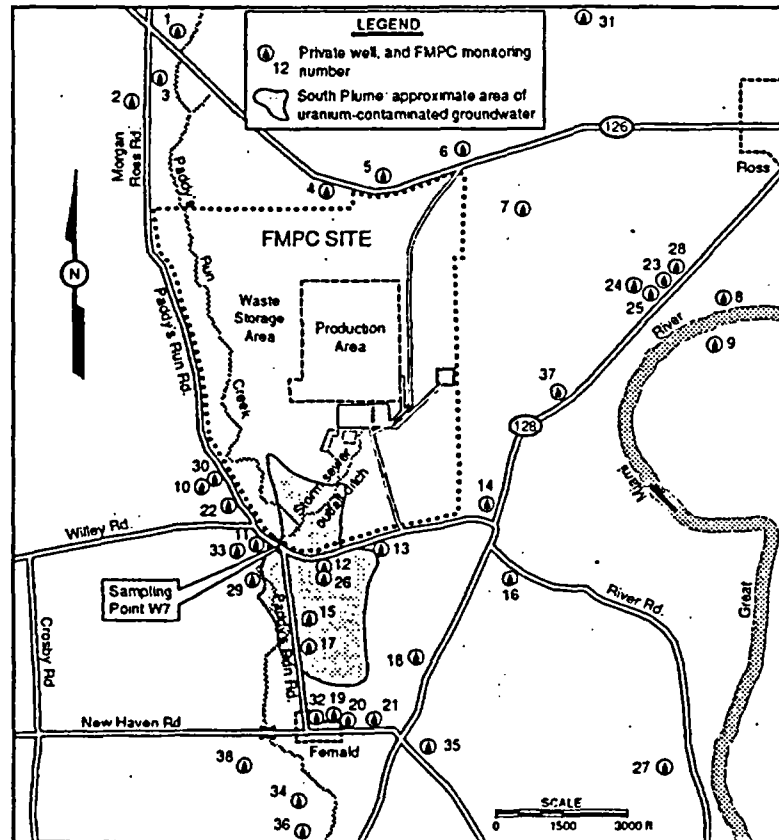 LEGEND
12 Private well, and FMPC monitoring
number
South Plume: approximate area of
uranium-contaminated groundwater
1
31
2
3
126
6
5
4
Morgan
Ross Rd.
Paddy's
Run
Creek
Ross
7
FMPC SITE
28
23
24
25
8
River
9
Waste
Storage
Area
Production
Area
N
Paddy's Run Rd.
37
128
Storm sewer
outfall ditch
Miami
30
10
22
14
Willey Rd.
11
33
13
12
26
29
16
River Rd.
Great
Sampling
Point W7
15
17
Paddy's Run Rd.
18
Crosby Rd
32
19
20
21
New Haven Rd
Fernald
35
38
27
34
36
SCALE
0 1500 3000 ft